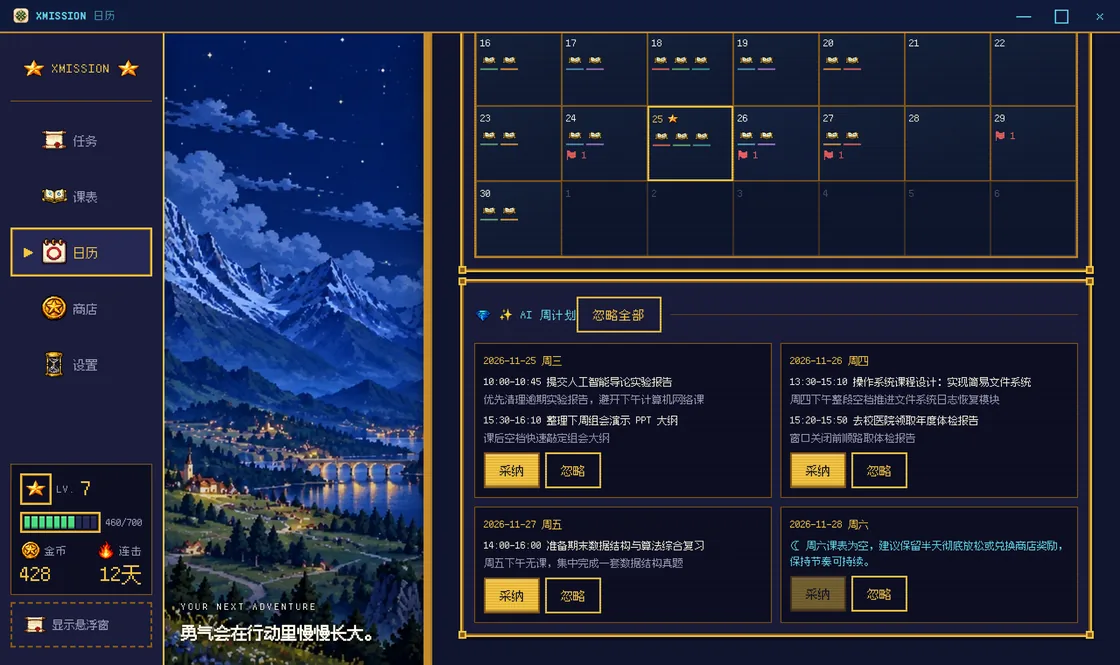 XMISSION 日历
XMISSION
任务
课表
日历
商店
设置
LV. 7
460/700
金币 连击
428 12天
显示悬浮窗
YOUR NEXT ADVENTURE
勇气会在行动里慢慢长大。
16 17 18 19 20 21 22
23 24 25 26 27 28 29
1 1 1 1
30 1 2 3 4 5 6
AI 周计划 忽略全部
2026-11-25 周三
10:00-10:45 提交人工智能导论实验报告
优先清理逾期实验报告，避开下午计算机网络课
15:30-16:10 整理下周组会演示 PPT 大纲
课后空档快速敲定组会大纲
采纳 忽略
2026-11-26 周四
13:30-15:10 操作系统课程设计：实现简易文件系统
周四下午整段空档推进文件系统日志恢复模块
15:20-15:50 去校医院领取年度体检报告
窗口关闭前顺路取体检报告
采纳 忽略
2026-11-27 周五
14:00-16:00 准备期末数据结构与算法综合复习
周五下午无课，集中完成一套数据结构真题
采纳 忽略
2026-11-28 周六
周六课表为空，建议保留半天彻底放松或兑换商店奖励，
保持节奏可持续。
采纳 忽略